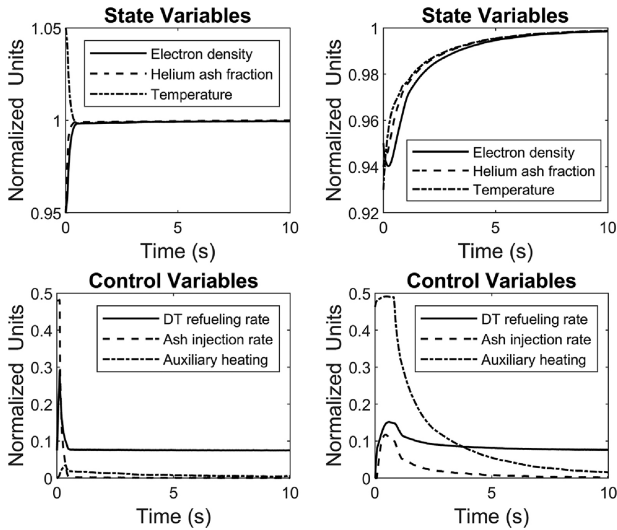 State Variables
1.05
1
0.95
Normalized Units
Electron density
Helium ash fraction
Temperature
0
5
10
Time (s)
State Variables
1
0.98
0.96
0.94
0.92
Normalized Units
Electron density
Helium ash fraction
Temperature
0
5
10
Time (s)
Control Variables
0.5
0.4
0.3
0.2
0.1
0
Normalized Units
DT refueling rate
Ash injection rate
Auxiliary heating
0
5
10
Time (s)
Control Variables
0.5
0.4
0.3
0.2
0.1
0
Normalized Units
DT refueling rate
Ash injection rate
Auxiliary heating
0
5
10
Time (s)